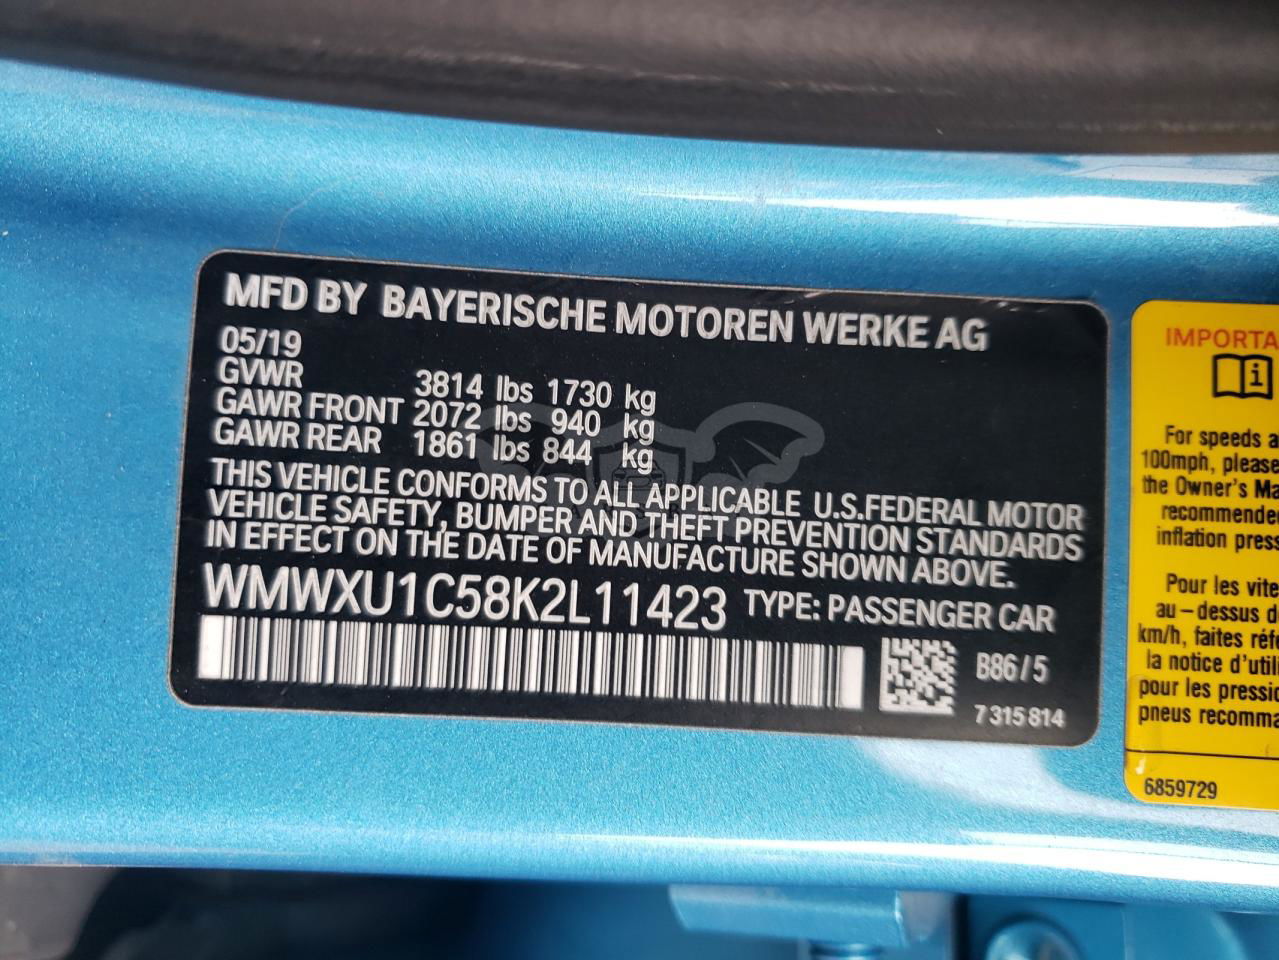 MFD BY BAYERISCHE MOTOREN WERKE AG
05/19
GVWR 3814 lbs 1730 kg
GAWR FRONT 2072 lbs 940 kg
GAWR REAR 1861 lbs 844 kg
THIS VEHICLE CONFORMS TO ALL APPLICABLE U.S.FEDERAL MOTOR
VEHICLE SAFETY, BUMPER AND THEFT PREVENTION STANDARDS
IN EFFECT ON THE DATE OF MANUFACTURE SHOWN ABOVE.
WMWXU1C58K2L11423 TYPE: PASSENGER CAR
B86/5
7 315 814
IMPORTA
For speeds a
100mph, please
the Owner's Ma
recommende
inflation press
Pour les vite
au-dessus d
km/h, faites réfé
la notice d'utili
pour les pressio
pneus recomma
6859729